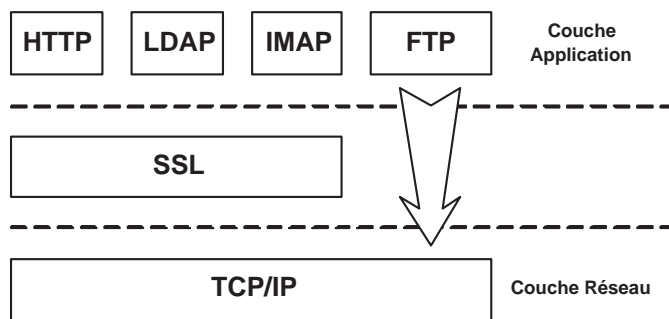 HTTP LDAP IMAP FTP
Couche
Application
SSL
TCP/IP
Couche Réseau